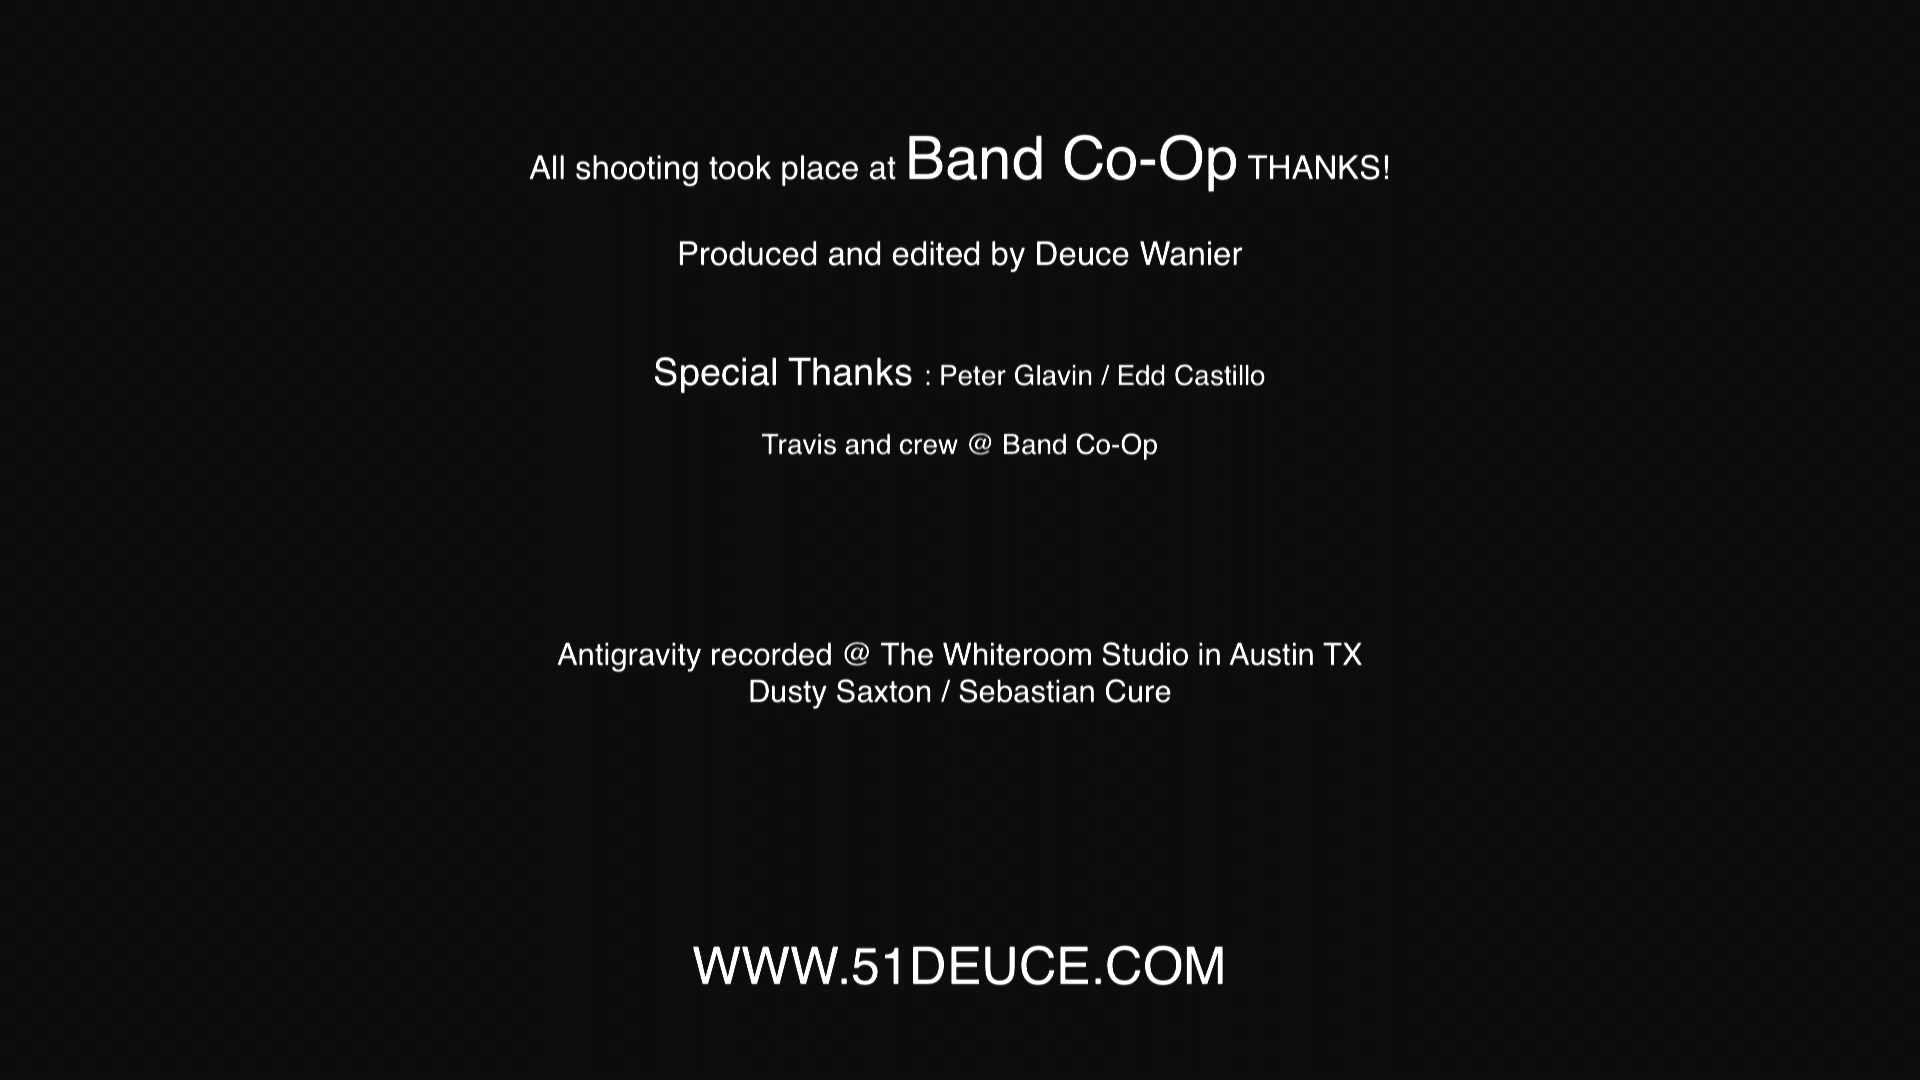 All shooting took place at Band Co-Op THANKS!
Produced and edited by Deuce Wanier
Special Thanks : Peter Glavin / Edd Castillo
Travis and crew @ Band Co-Op
Antigravity recorded @ The Whiteroom Studio in Austin TX
Dusty Saxton / Sebastian Cure
WWW.51DEUCE.COM